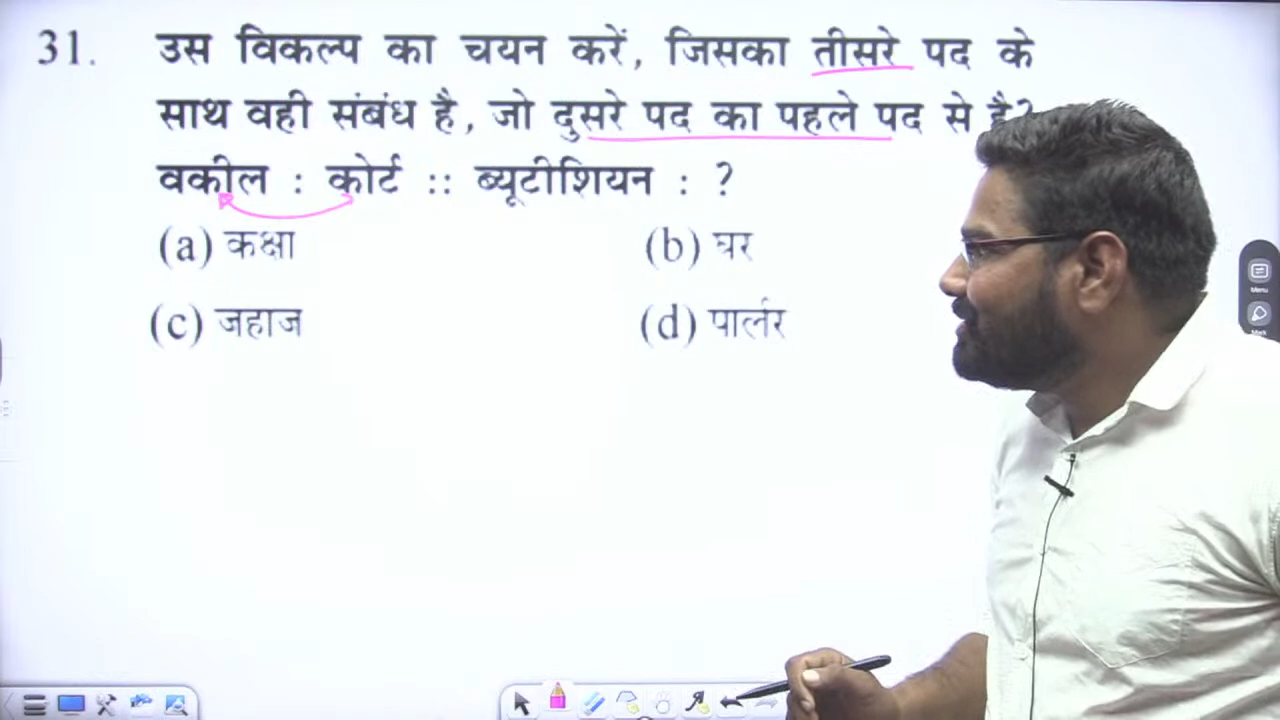 31. उस विकल्प का चयन करें, जिसका तीसरे पद के
साथ वही संबंध है, जो दुसरे पद का पहले पद से है?
वकील : कोर्ट :: ब्यूटीशियन : ?
(a) कक्षा (b) घर
(c) जहाज (d) पार्लर
Menu